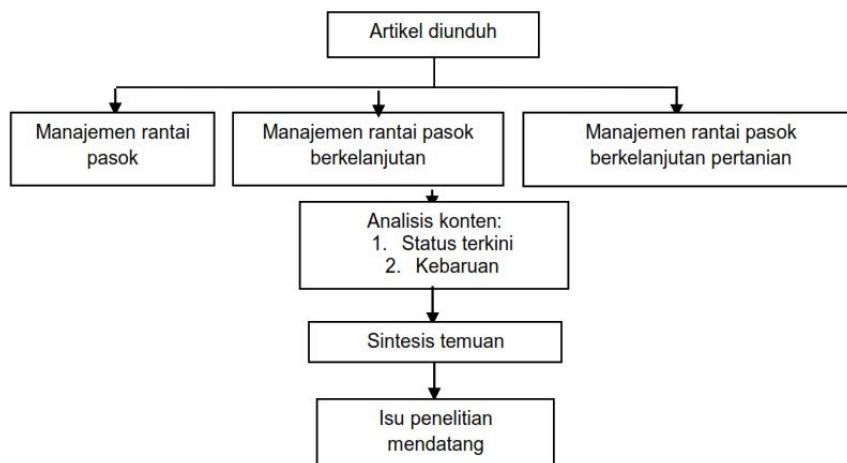 Artikel diunduh
Manajemen rantai
pasok
Manajemen rantai pasok
berkelanjutan
Manajemen rantai pasok
berkelanjutan pertanian
Analisis konten:
1. Status terkini
2. Kebaruan
Sintesis temuan
Isu penelitian
mendatang